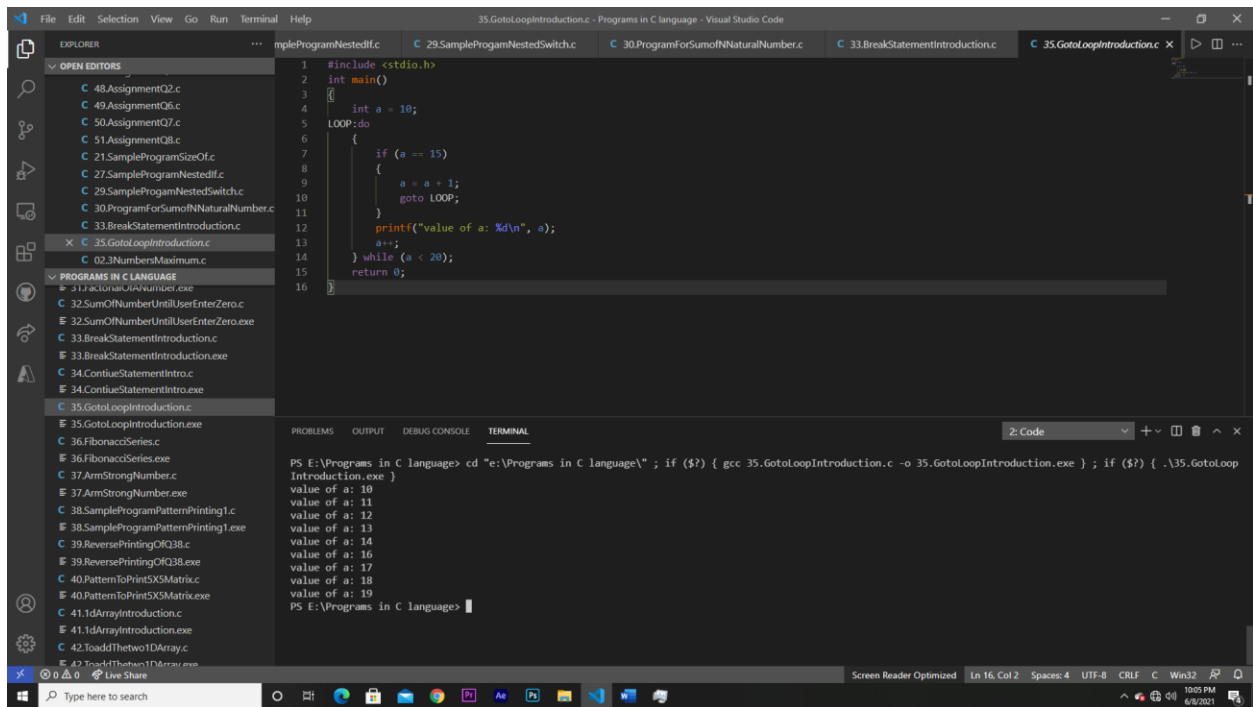 File Edit Selection View Go Run Terminal Help
35.GotoLoopIntroduction.c - Programs in C language - Visual Studio Code
EXPLORER
mpleProgramNestedIf.c
C 29.SampleProgamNestedSwitch.c
C 30.ProgramForSumofNNaturalNumber.c
C 33.BreakStatementIntroduction.c
C 35.GotoLoopIntroduction.c
OPEN EDITORS
C 48.AssignmentQ2.c
C 49.AssignmentQ6.c
C 50.AssignmentQ7.c
C 51.AssignmentQ8.c
C 21.SampleProgramSizeOf.c
C 27.SampleProgramNestedIf.c
C 29.SampleProgamNestedSwitch.c
C 30.ProgramForSumofNNaturalNumber.c
C 33.BreakStatementIntroduction.c
C 35.GotoLoopIntroduction.c
C 02.3NumbersMaximum.c
PROGRAMS IN C LANGUAGE
31.FactorialOfANumber.exe
C 32.SumOfNumberUntilUserEnterZero.c
32.SumOfNumberUntilUserEnterZero.exe
C 33.BreakStatementIntroduction.c
33.BreakStatementIntroduction.exe
C 34.ContiueStatementIntro.c
34.ContiueStatementIntro.exe
C 35.GotoLoopIntroduction.c
35.GotoLoopIntroduction.exe
C 36.FibonacciSeries.c
36.FibonacciSeries.exe
C 37.ArmStrongNumber.c
37.ArmStrongNumber.exe
C 38.SampleProgramPatternPrinting1.c
38.SampleProgramPatternPrinting1.exe
C 39.ReversePrintingOfQ38.c
39.ReversePrintingOfQ38.exe
C 40.PatternToPrint5X5Matrix.c
40.PatternToPrint5X5Matrix.exe
C 41.1dArrayIntroduction.c
41.1dArrayIntroduction.exe
C 42.ToaddThetwo1DArray.c
42.ToaddThetwo1DArray.exe
1 #include <stdio.h>
2 int main()
3 {
4 int a = 10;
5 LOOP:do
6 {
7 if (a == 15)
8 {
9 a = a + 1;
10 goto LOOP;
11 }
12 printf("value of a: %d\n", a);
13 a++;
14 } while (a < 20);
15 return 0;
16 }
PROBLEMS OUTPUT DEBUG CONSOLE TERMINAL
2: Code
PS E:\Programs in C language> cd "e:\Programs in C language\" ; if ($?) { gcc 35.GotoLoopIntroduction.c -o 35.GotoLoopIntroduction.exe } ; if ($?) { .\35.GotoLoop
Introduction.exe }
value of a: 10
value of a: 11
value of a: 12
value of a: 13
value of a: 14
value of a: 16
value of a: 17
value of a: 18
value of a: 19
PS E:\Programs in C language>
0 0 Live Share
Screen Reader Optimized Ln 16, Col 2 Spaces: 4 UTF-8 CRLF C Win32
Type here to search
Pr Ae Ps W
10:05 PM
6/8/2021
4